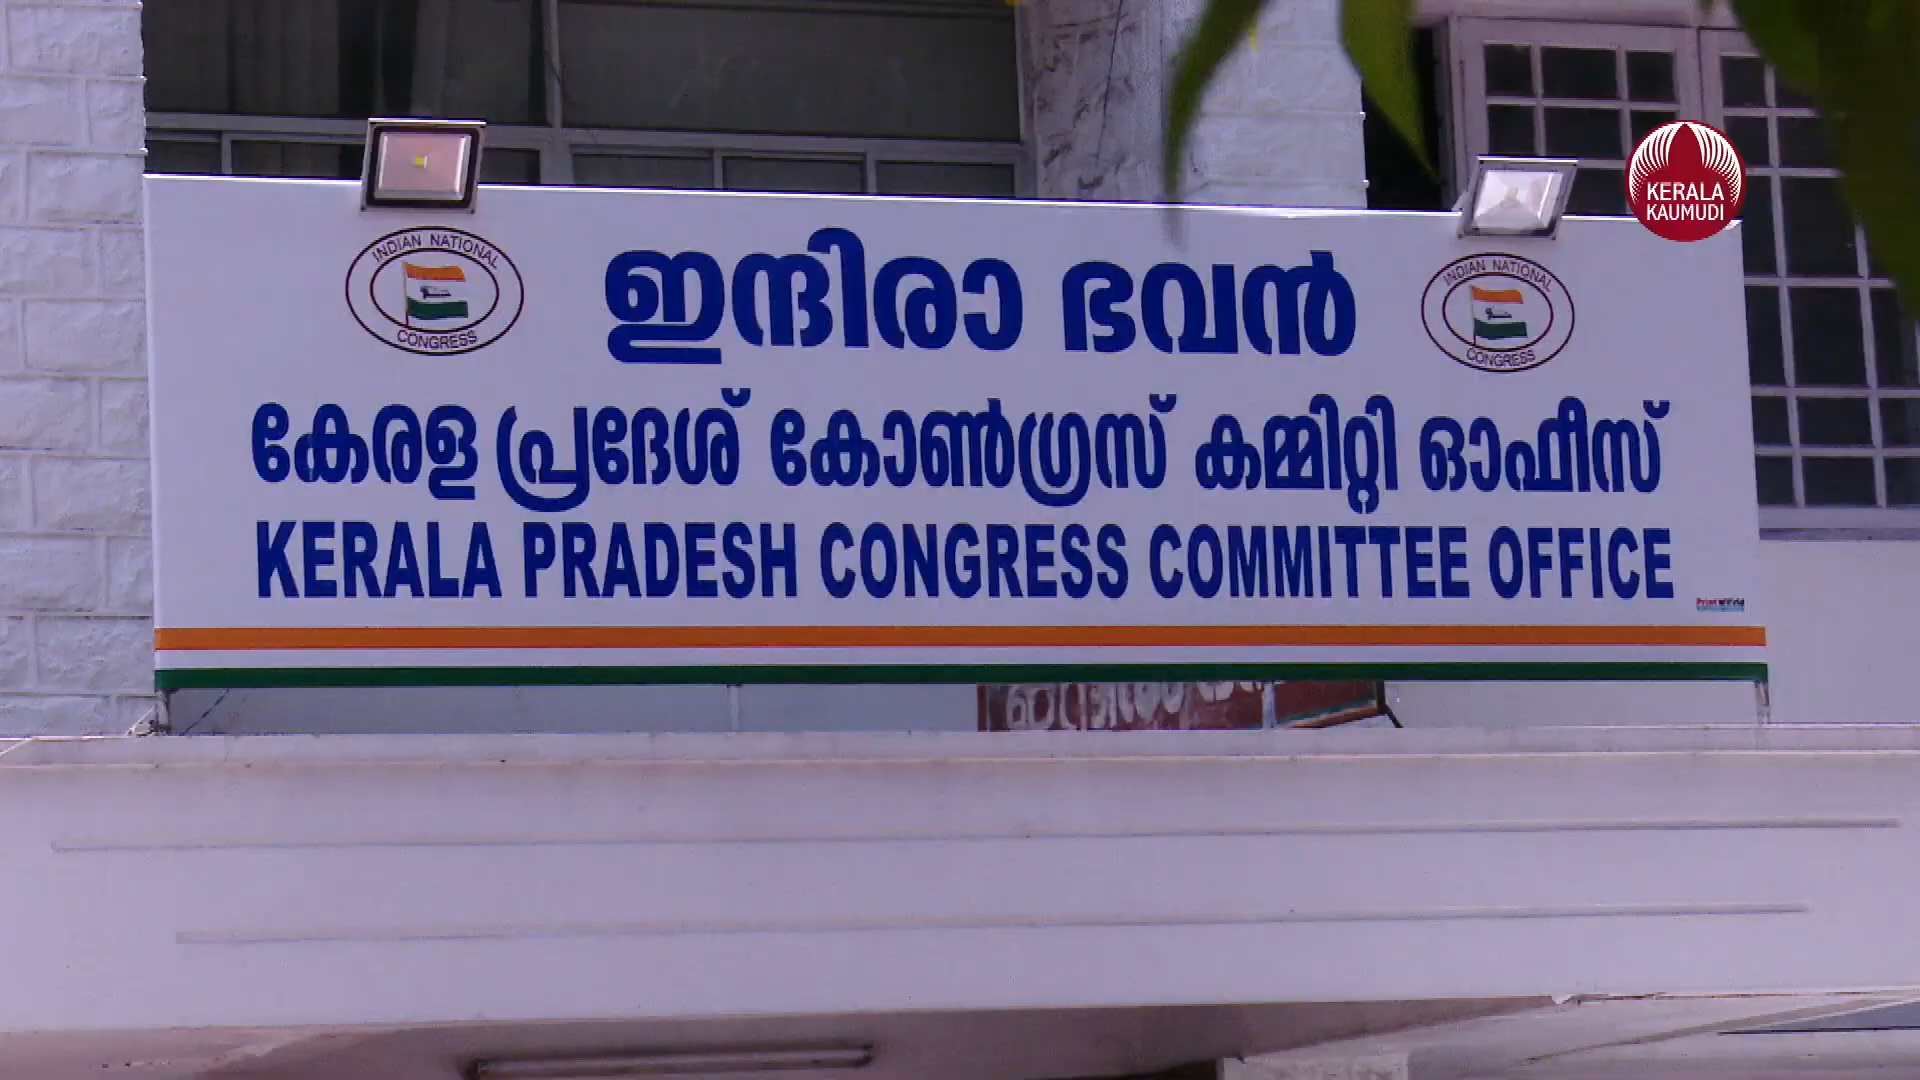 KERALA
KAUMUDI
INDIAN NATIONAL
CONGRESS
ഇന്ദിരാ ഭവൻ
INDIAN NATIONAL
CONGRESS
കേരള പ്രദേശ് കോൺഗ്രസ് കമ്മിറ്റി ഓഫീസ്
KERALA PRADESH CONGRESS COMMITTEE OFFICE